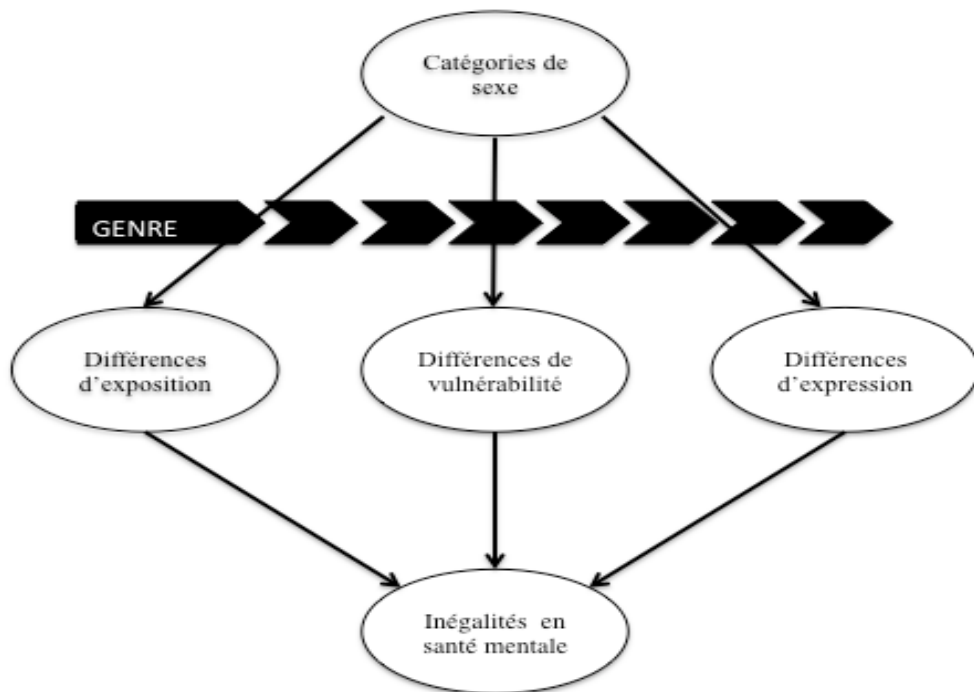 Catégories de
sexe
GENRE
Différences
d'exposition
Différences de
vulnérabilité
Différences
d'expression
Inégalités en
santé mentale